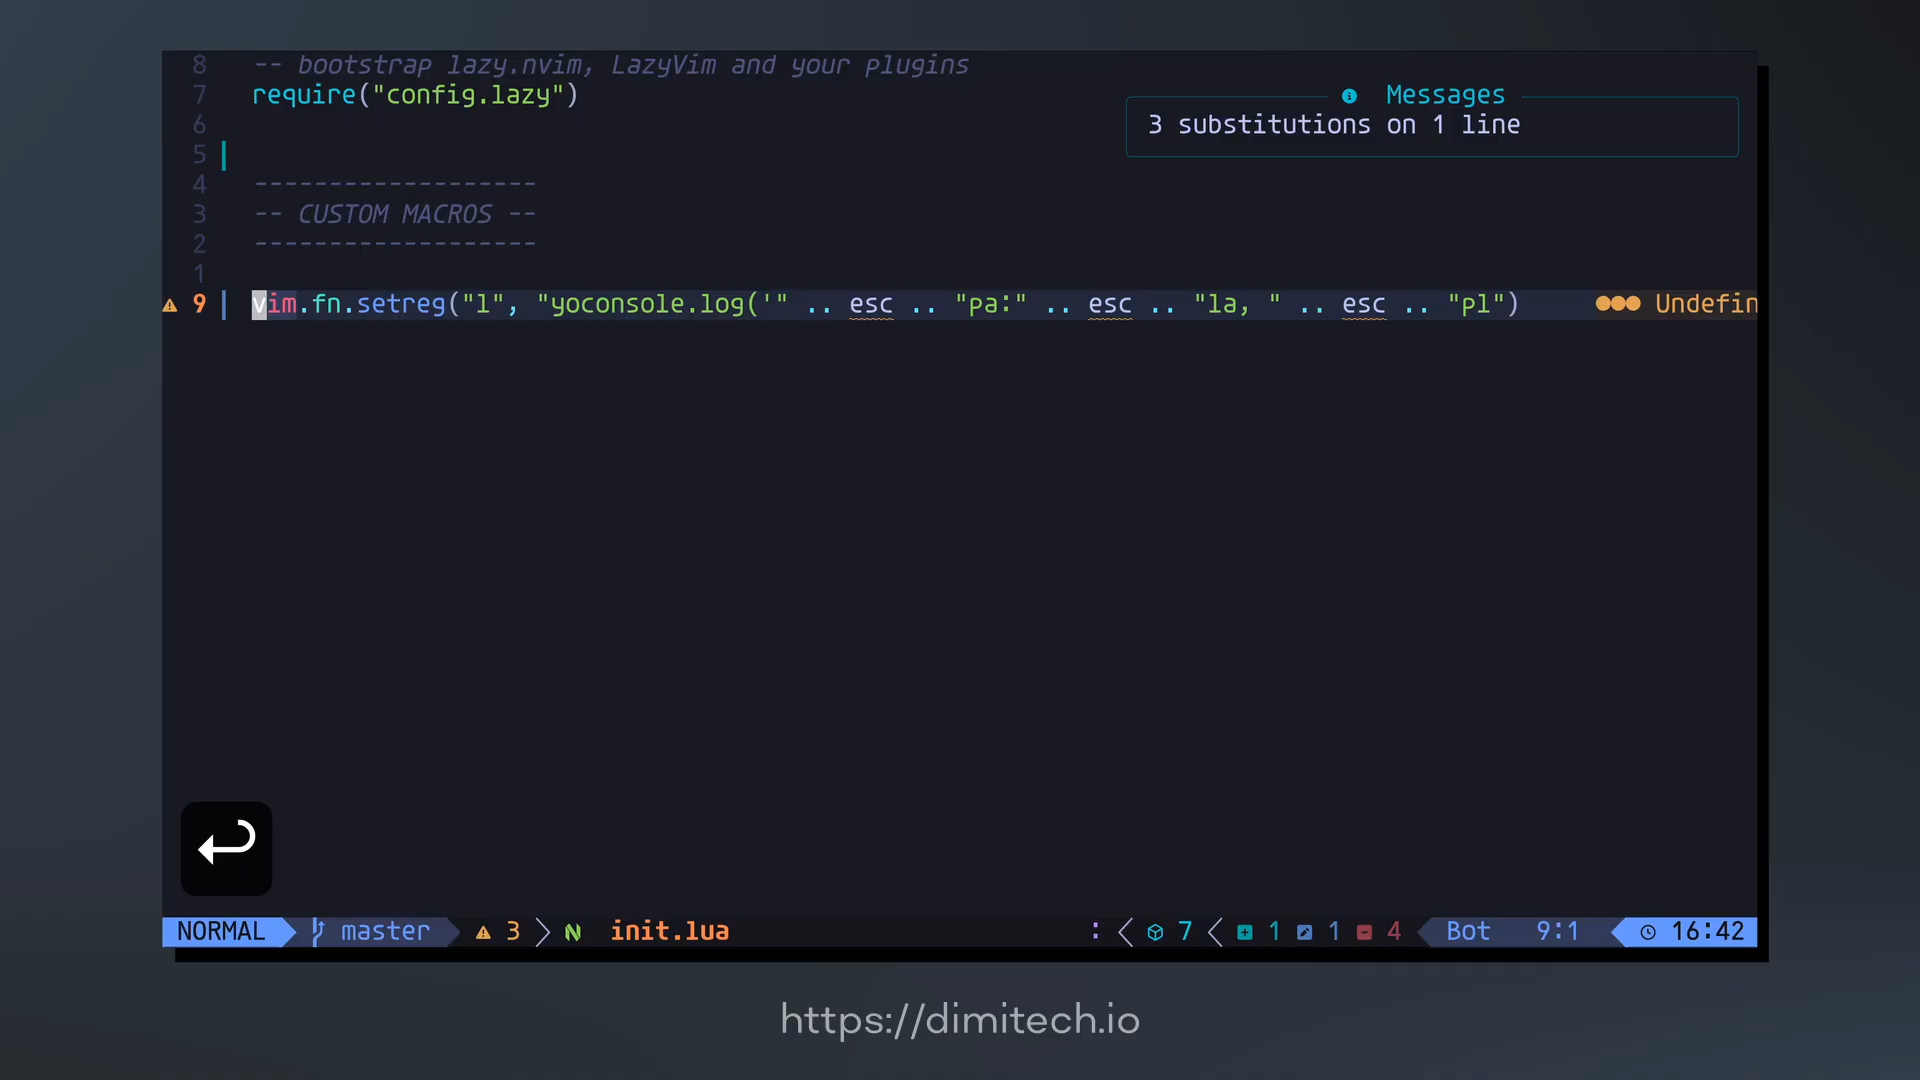 8 -- bootstrap lazy.nvim, LazyVim and your plugins
7 require("config.lazy")
Messages
3 substitutions on 1 line
6
5
4 -------------------
3 -- CUSTOM MACROS --
2 -------------------
1
9 vim.fn.setreg("l", "yoconsole.log('" .. esc .. "pa:" .. esc .. "la, " .. esc .. "pl") Undefin
NORMAL master 3 init.lua : 7 1 1 4 Bot 9:1 16:42
https://dimitech.io